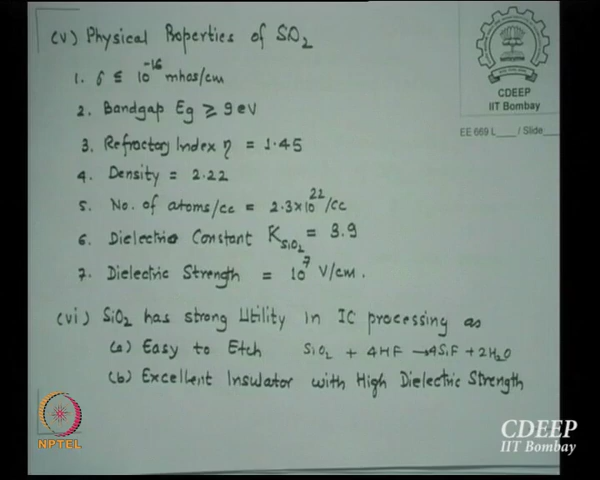 (v) Physical Properties of SiO2
1. σ ≤ 10^-16 mhos/cm
2. Bandgap Eg ≥ 9 eV
3. Refractory Index η = 1.45
4. Density = 2.22
5. No. of atoms/cc = 2.3×10^22/cc
6. Dielectric Constant K_SiO2 = 3.9
7. Dielectric Strength = 10^7 V/cm.
(vi) SiO2 has strong Utility in IC processing as
(a) Easy to Etch SiO2 + 4HF → 4SiF + 2H2O
(b) Excellent Insulator with High Dielectric Strength
CDEEP
IIT Bombay
EE 669 L____ / Slide____
NPTEL
CDEEP
IIT Bombay